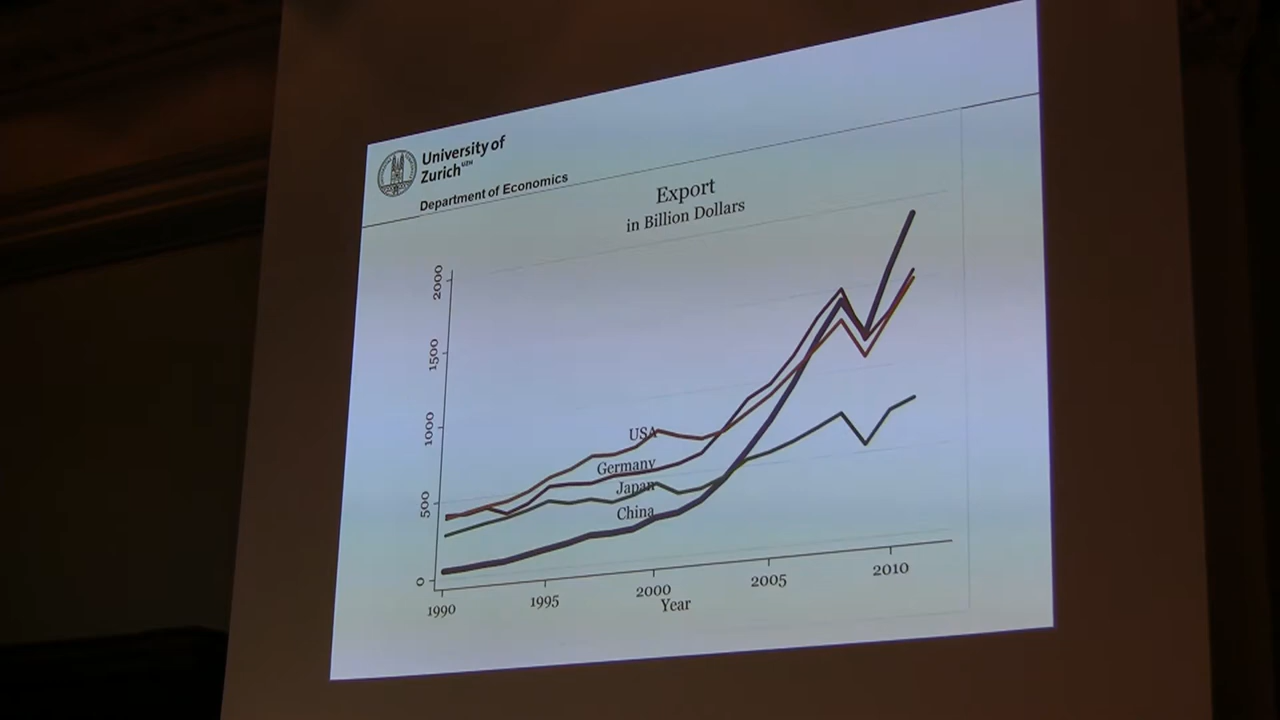 University of
Zurich UZH
Department of Economics
Export
in Billion Dollars
2000
1500
1000
500
0
USA
Germany
Japan
China
1990
1995
2000
2005
2010
Year